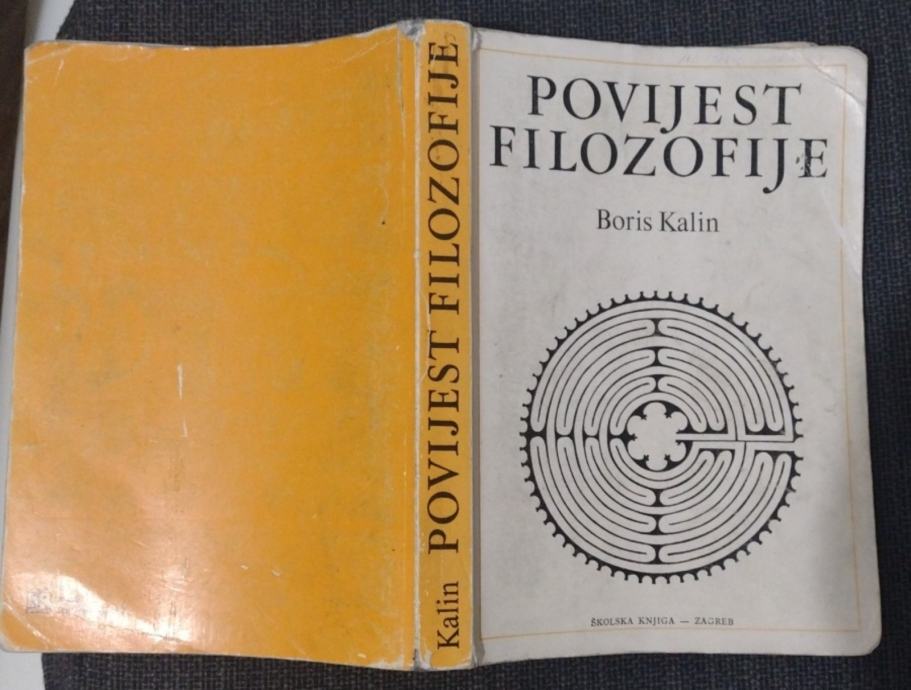 POVIJEST
FILOZOFIJE
Boris Kalin
ŠKOLSKA KNJIGA — ZAGREB
Kalin POVIJEST FILOZOFIJE